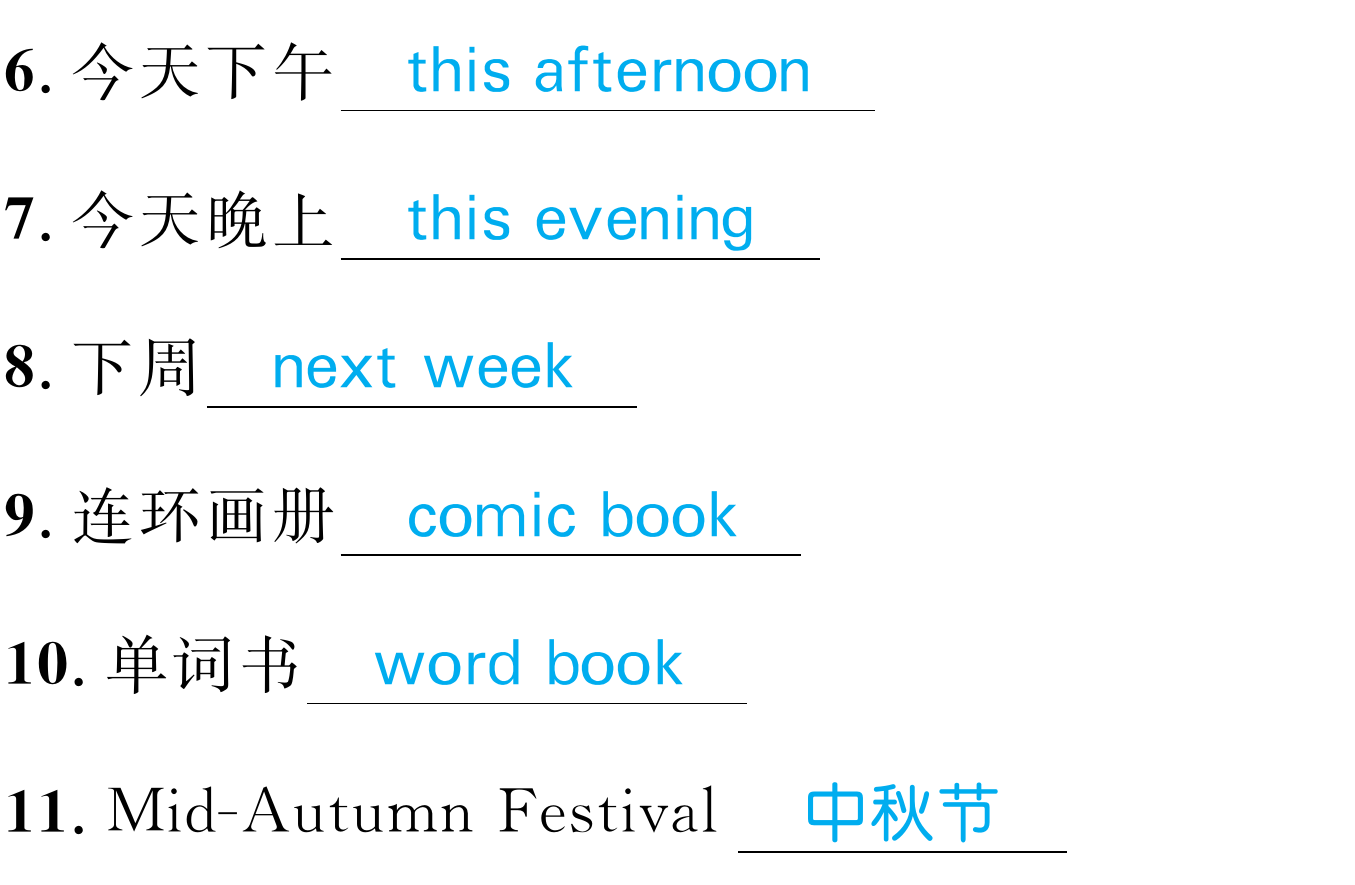 6. 今天下午 this afternoon
7. 今天晚上 this evening
8. 下周 next week
9. 连环画册 comic book
10. 单词书 word book
11. Mid-Autumn Festival 中秋节